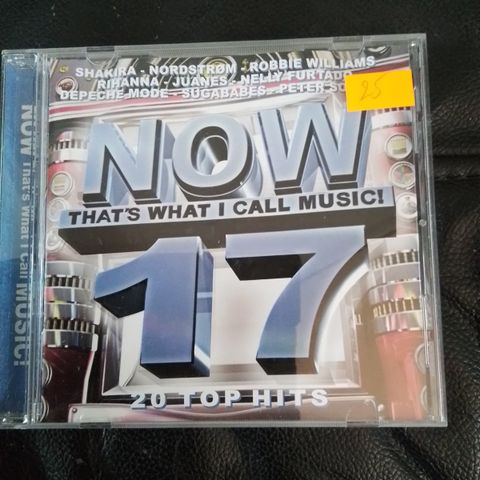 SHAKIRA - NORDSTRØM - ROBBIE WILLIAMS
RIHANNA - JUANES - NELLY FURTADO
DEPECHE MODE - SUGABABES - PETER
25
NOW
THAT'S WHAT I CALL MUSIC!
17
20 TOP HITS
NOW That's What I Call MUSIC!